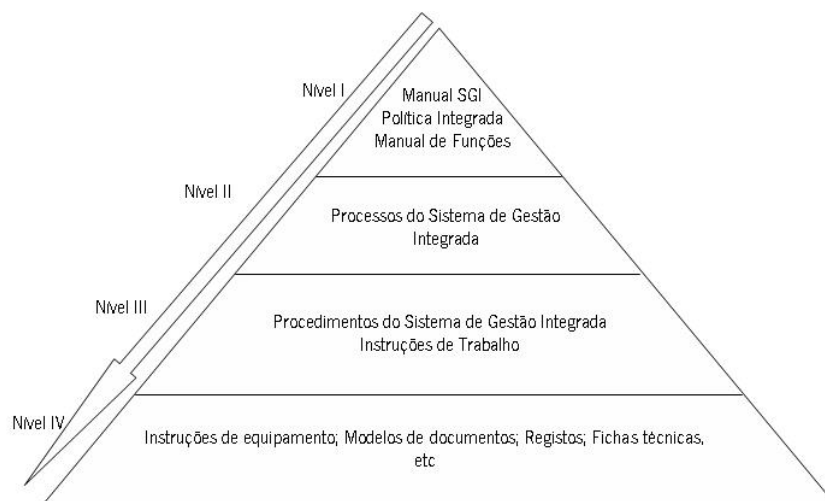 Nível I
Manual SGI
Política Integrada
Manual de Funções
Nível II
Processos do Sistema de Gestão
Integrada
Nível III
Procedimentos do Sistema de Gestão Integrada
Instruções de Trabalho
Nível IV
Instruções de equipamento; Modelos de documentos; Registos; Fichas técnicas,
etc